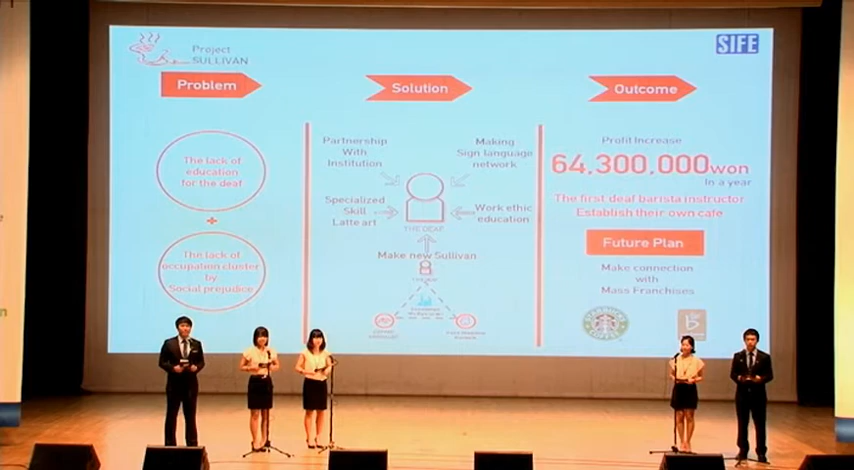 Project
SULLIVAN
SIFE
Problem
Solution
Outcome
The lack of
education
for the deaf
+
The lack of
occupation cluster
by
Social prejudice
Partnership
With
Institution
Making
Sign language
network
Specialized
Skill
Latte art
Work ethic
education
THE DEAF
Make new Sullivan
Profit Increase
64,300,000won
In a year
The first deaf barista instructor
Establish their own cafe
Future Plan
Make connection
with
Mass Franchises